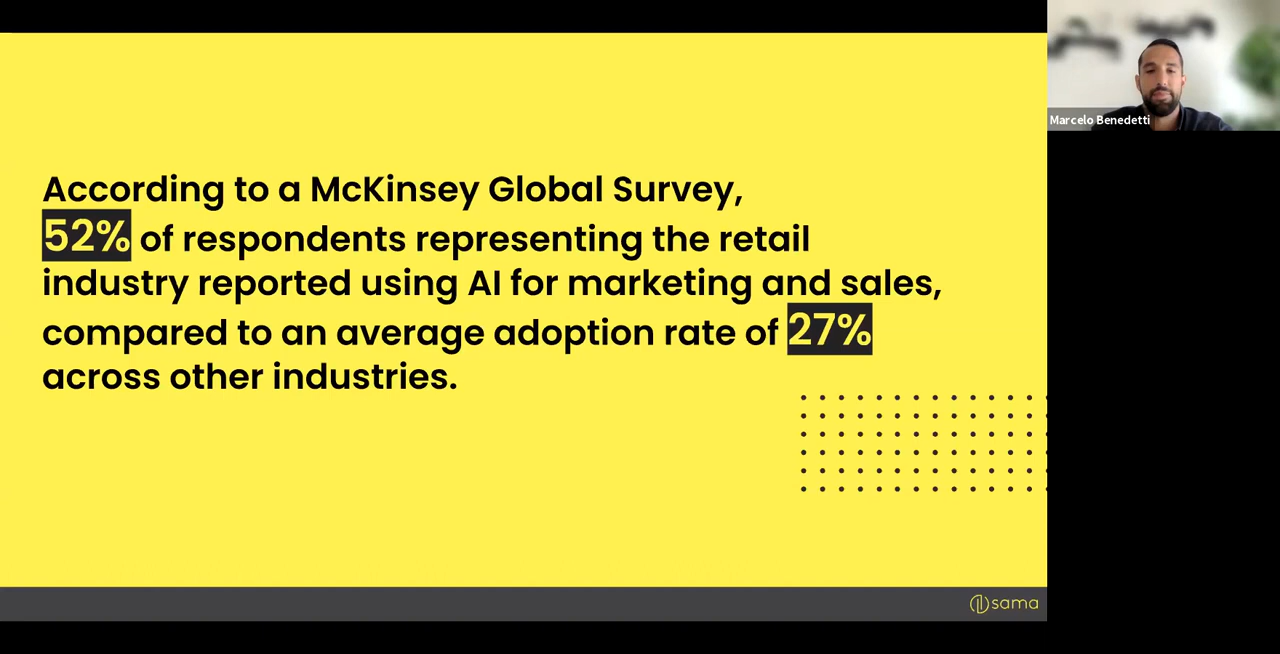 According to a McKinsey Global Survey,
52% of respondents representing the retail
industry reported using AI for marketing and sales,
compared to an average adoption rate of 27%
across other industries.
sama
Marcelo Benedetti